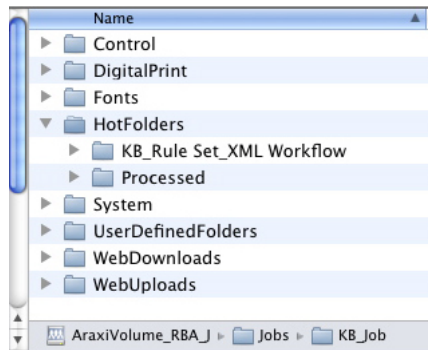 Name
Control
DigitalPrint
Fonts
HotFolders
KB_Rule Set_XML Workflow
Processed
System
UserDefinedFolders
WebDownloads
WebUploads
AraxiVolume_RBA_J Jobs KB_Job